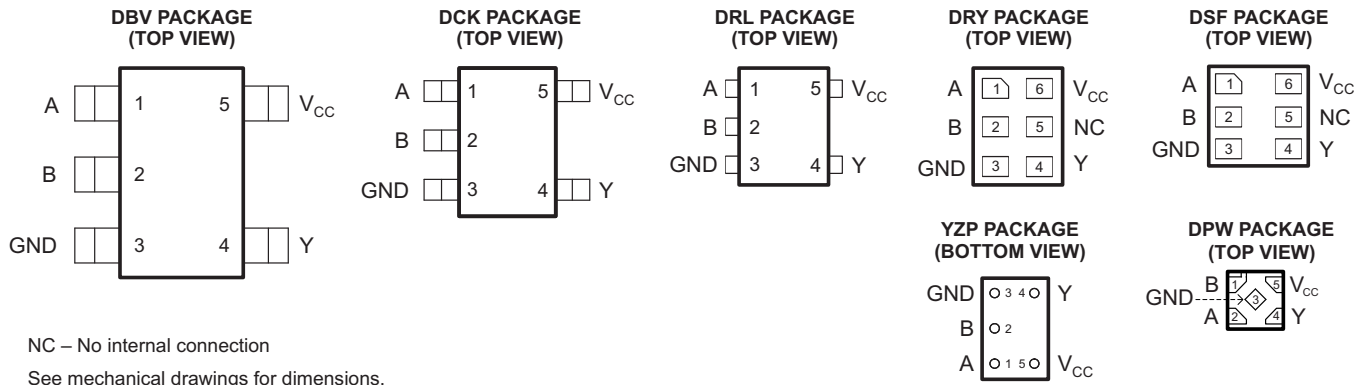 DBV PACKAGE
(TOP VIEW)
A 1 5 VCC
B 2
GND 3 4 Y
DCK PACKAGE
(TOP VIEW)
A 1 5 VCC
B 2
GND 3 4 Y
DRL PACKAGE
(TOP VIEW)
A 1 5 VCC
B 2
GND 3 4 Y
DRY PACKAGE
(TOP VIEW)
A 1 6 VCC
B 2 5 NC
GND 3 4 Y
DSF PACKAGE
(TOP VIEW)
A 1 6 VCC
B 2 5 NC
GND 3 4 Y
YZP PACKAGE
(BOTTOM VIEW)
GND 3 4 Y
B 2
A 1 5 VCC
DPW PACKAGE
(TOP VIEW)
B 1 5 VCC
GND 3
A 2 4 Y
NC – No internal connection
See mechanical drawings for dimensions.